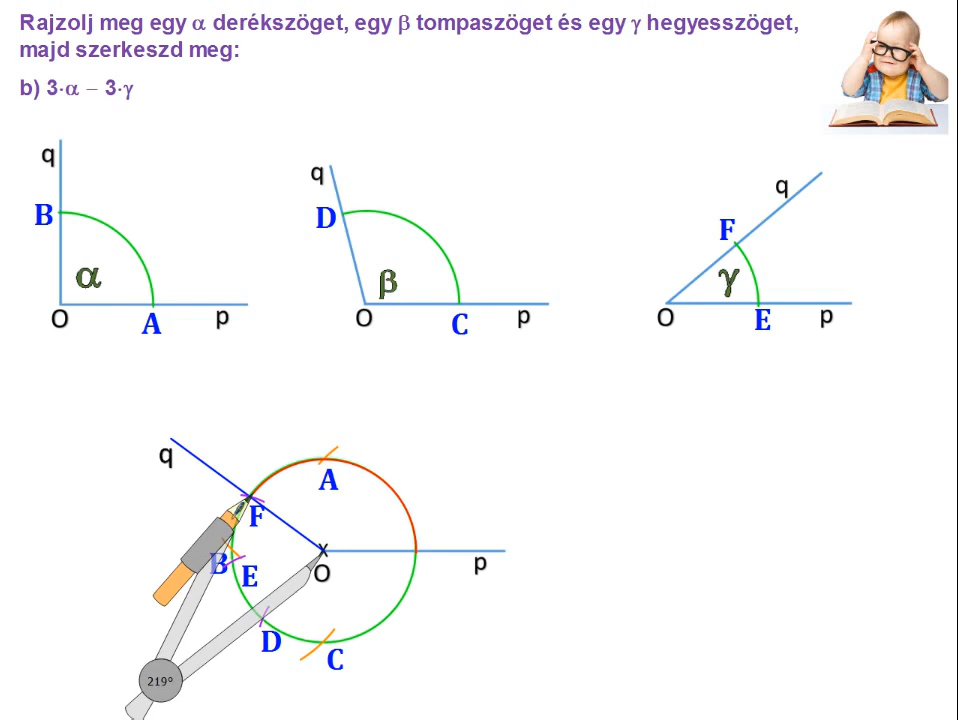 Rajzolj meg egy α derékszöget, egy β tompaszöget és egy γ hegyesszöget,
majd szerkeszd meg:
b) 3·α − 3·γ
q
B
α
O
A
p
q
D
β
O
C
p
q
F
γ
O
E
p
q
A
F
B
E
O
p
D
C
219°